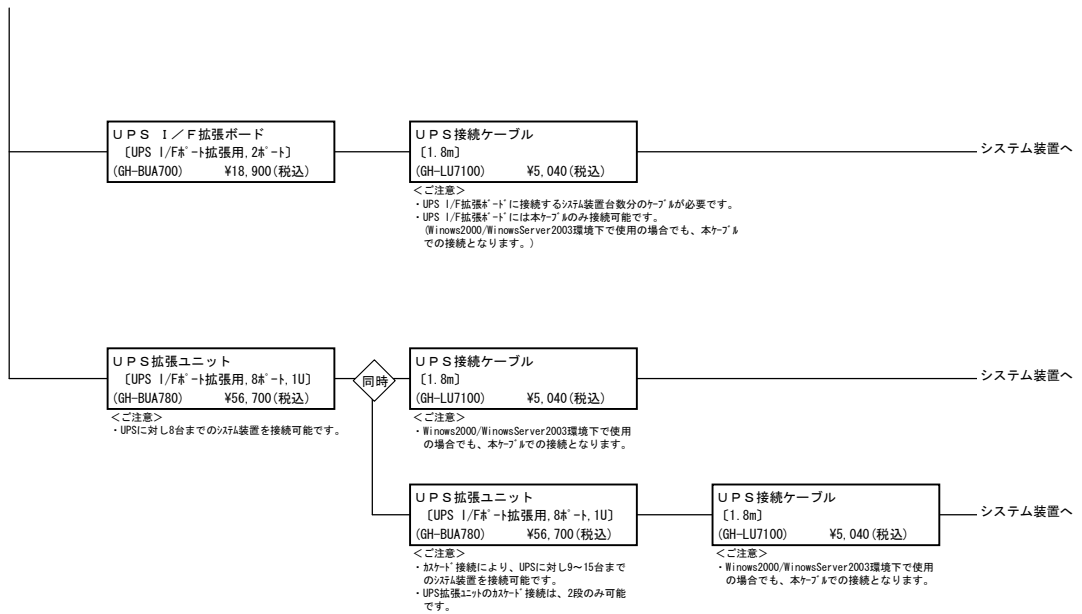 ＵＰＳ Ｉ／Ｆ拡張ボード
〔UPS I/Fﾎﾟｰﾄ拡張用,2ﾎﾟｰﾄ〕
(GH-BUA700) ¥18,900(税込)
ＵＰＳ接続ケーブル
〔1.8m〕
(GH-LU7100) ¥5,040(税込)
システム装置へ
＜ご注意＞
・UPS I/F拡張ﾎﾞｰﾄﾞに接続するｼｽﾃﾑ装置台数分のｹｰﾌﾞﾙが必要です。
・UPS I/F拡張ﾎﾞｰﾄﾞには本ｹｰﾌﾞﾙのみ接続可能です。
(Winows2000/WinowsServer2003環境下で使用の場合でも、本ｹｰﾌﾞﾙ
での接続となります。)
ＵＰＳ拡張ユニット
〔UPS I/Fﾎﾟｰﾄ拡張用,8ﾎﾟｰﾄ,1U〕
(GH-BUA780) ¥56,700(税込)
＜ご注意＞
・UPSに対し8台までのｼｽﾃﾑ装置を接続可能です。
同時
ＵＰＳ接続ケーブル
〔1.8m〕
(GH-LU7100) ¥5,040(税込)
システム装置へ
＜ご注意＞
・Winows2000/WinowsServer2003環境下で使用
の場合でも、本ｹｰﾌﾞﾙでの接続となります。
ＵＰＳ拡張ユニット
〔UPS I/Fﾎﾟｰﾄ拡張用,8ﾎﾟｰﾄ,1U〕
(GH-BUA780) ¥56,700(税込)
＜ご注意＞
・ｶｽｹｰﾄﾞ接続により、UPSに対し9～15台まで
のｼｽﾃﾑ装置を接続可能です。
・UPS拡張ﾕﾆｯﾄのｶｽｹｰﾄﾞ接続は、2段のみ可能
です。
ＵＰＳ接続ケーブル
〔1.8m〕
(GH-LU7100) ¥5,040(税込)
システム装置へ
＜ご注意＞
・Winows2000/WinowsServer2003環境下で使用
の場合でも、本ｹｰﾌﾞﾙでの接続となります。